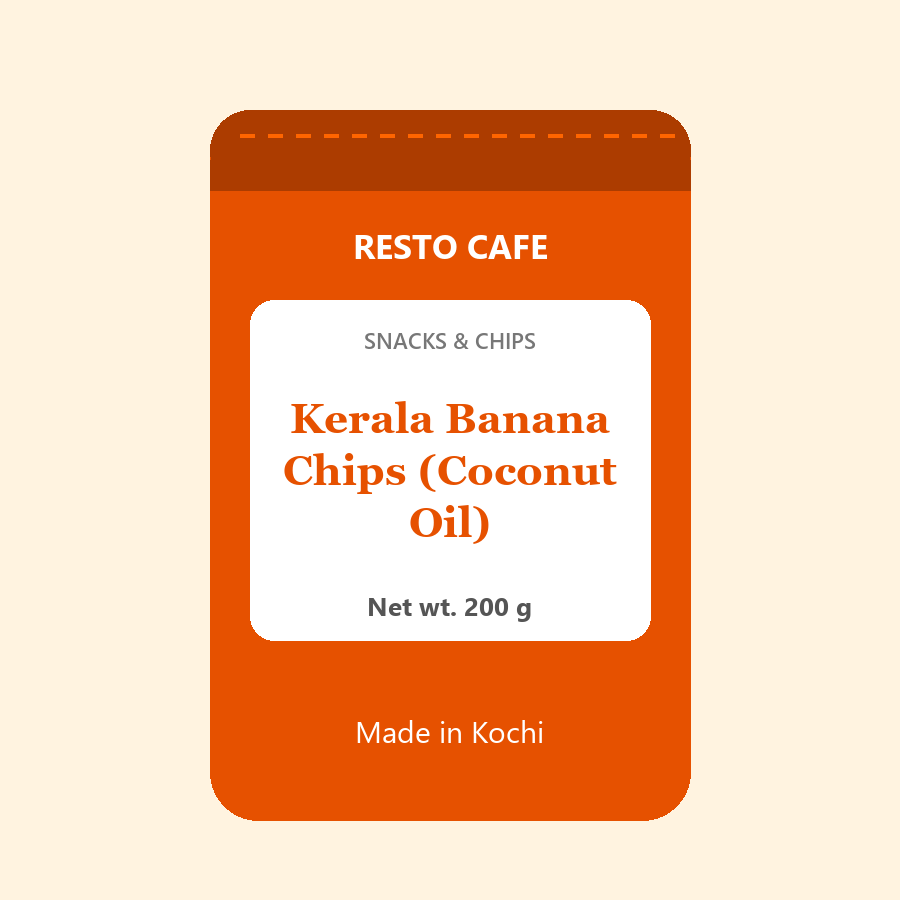 RESTO CAFE
SNACKS & CHIPS
Kerala Banana
Chips (Coconut
Oil)
Net wt. 200 g
Made in Kochi